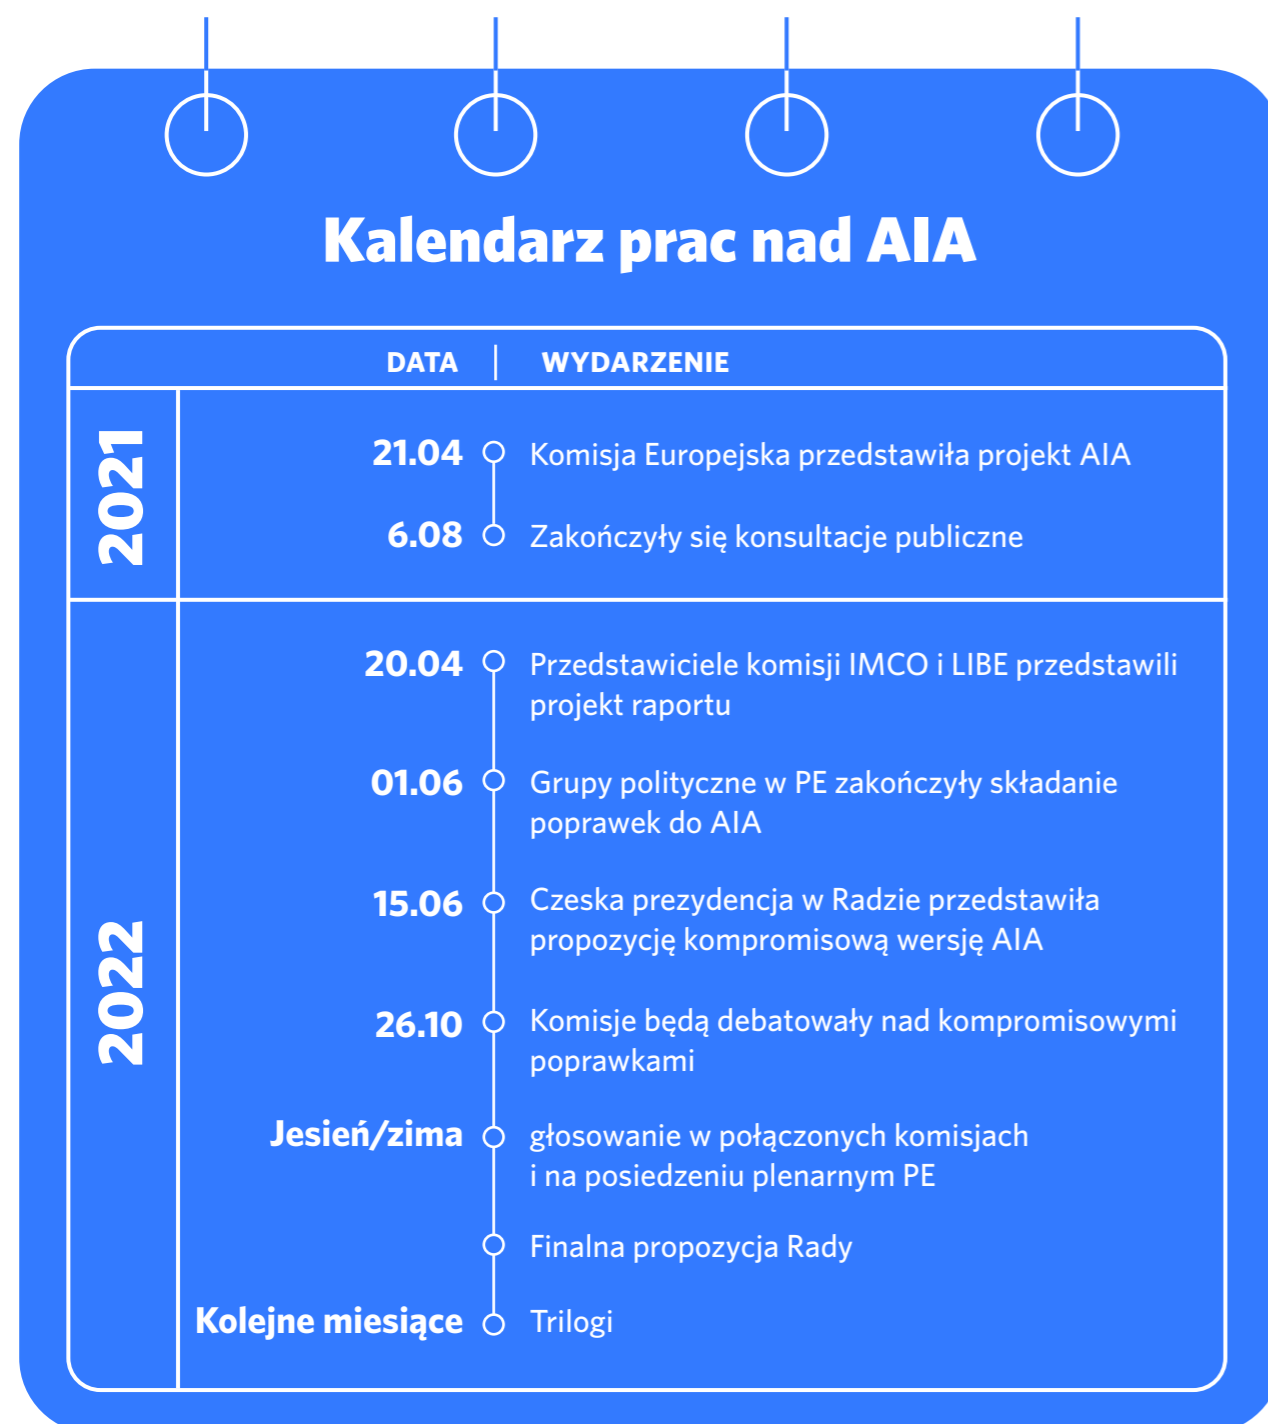 Kalendarz prac nad AIA
DATA
WYDARZENIE
2021
21.04
Komisja Europejska przedstawiła projekt AIA
6.08
Zakończyły się konsultacje publiczne
2022
20.04
Przedstawiciele komisji IMCO i LIBE przedstawili
projekt raportu
01.06
Grupy polityczne w PE zakończyły składanie
poprawek do AIA
15.06
Czeska prezydencja w Radzie przedstawiła
propozycję kompromisową wersję AIA
26.10
Komisje będą debatowały nad kompromisowymi
poprawkami
Jesień/zima
głosowanie w połączonych komisjach
i na posiedzeniu plenarnym PE
Finalna propozycja Rady
Kolejne miesiące
Trilogi